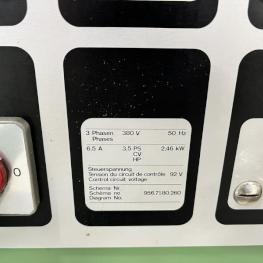 3 Phasen 380 V 50 Hz
Phases
6,5 A 3,5 PS 2,46 kW
CV
HP
Steuerspannung
Tension du circuit de contrôle 92 V
Control circuit voltage
Schema Nr.
Schéma no 956.7180.260
Diagram No.
0